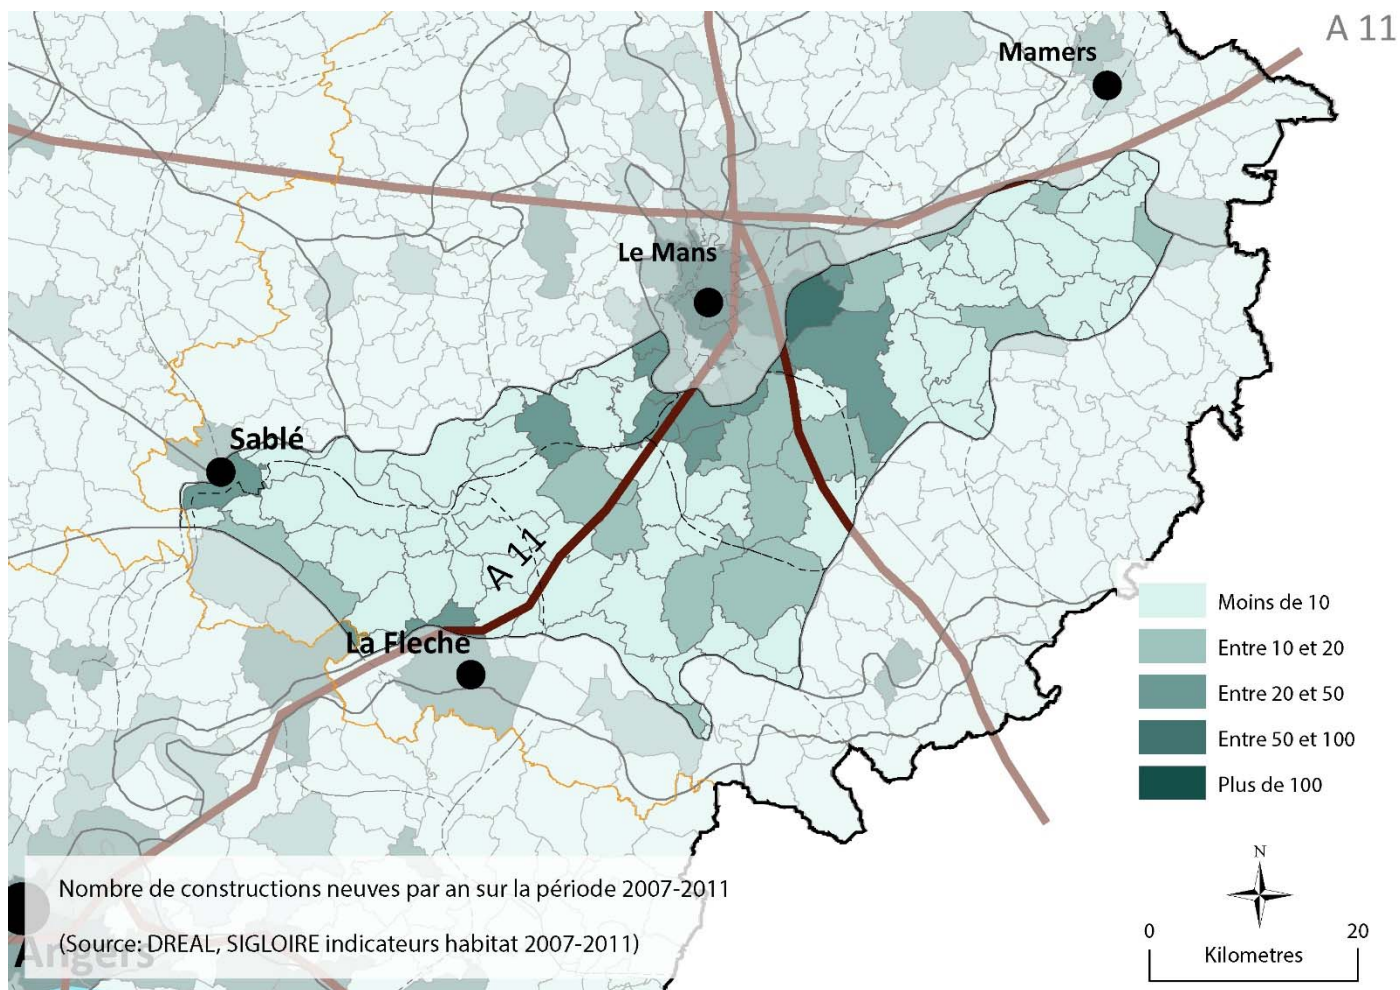 A 11
Mamers
Le Mans
Sablé
A 11
La Fleche
Moins de 10
Entre 10 et 20
Entre 20 et 50
Entre 50 et 100
Plus de 100
Nombre de constructions neuves par an sur la période 2007-2011
(Source: DREAL, SIGLOIRE indicateurs habitat 2007-2011)
Angers
N
0 20
Kilometres